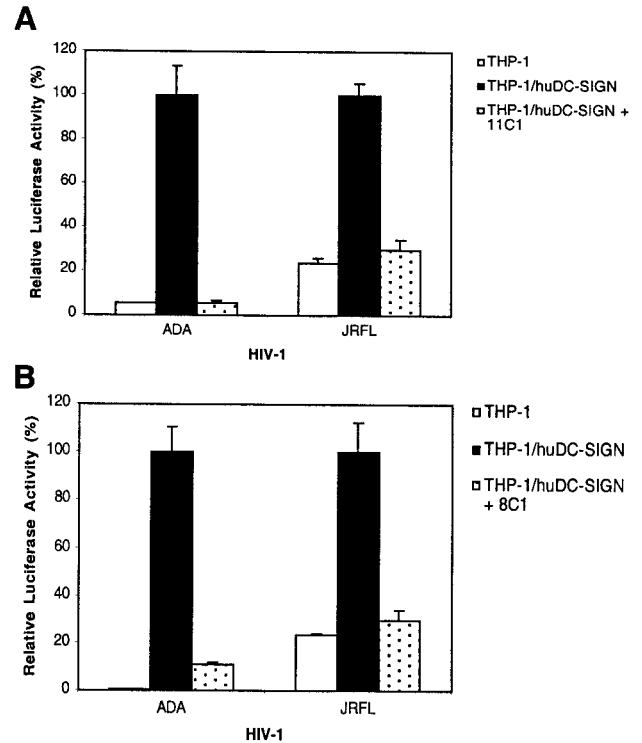 A
Relative Luciferase Activity (%)
120
100
80
60
40
20
0
ADA
JRFL
HIV-1
THP-1
THP-1/huDC-SIGN
THP-1/huDC-SIGN +
11C1
B
Relative Luciferase Activity (%)
120
100
80
60
40
20
0
ADA
JRFL
HIV-1
THP-1
THP-1/huDC-SIGN
THP-1/huDC-SIGN
+ 8C1